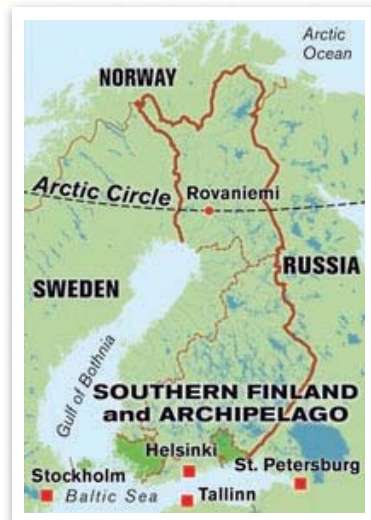 Arctic
Ocean
NORWAY
Arctic Circle
Rovaniemi
RUSSIA
SWEDEN
Gulf of Bothnia
SOUTHERN FINLAND
and ARCHIPELAGO
Helsinki
St. Petersburg
Stockholm
Baltic Sea
Tallinn